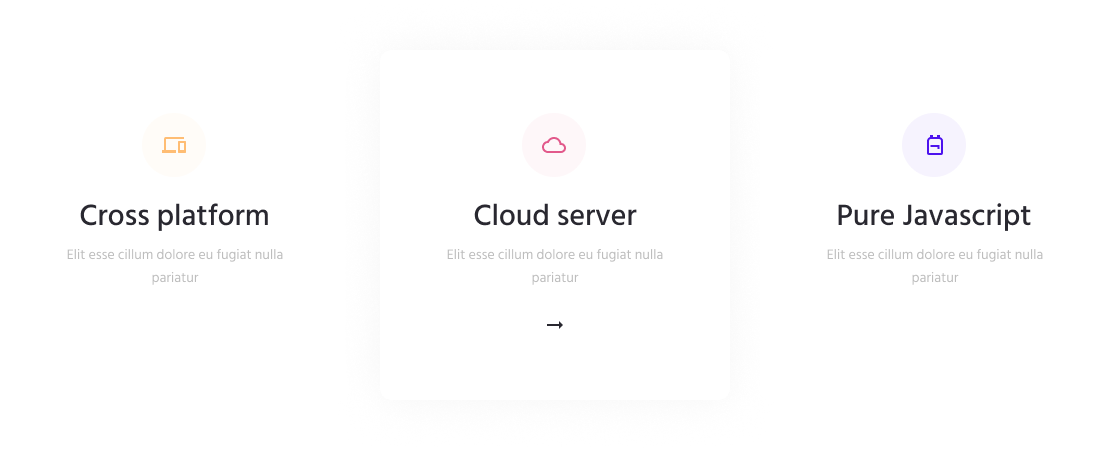 Cross platform
Elit esse cillum dolore eu fugiat nulla
pariatur
Cloud server
Elit esse cillum dolore eu fugiat nulla
pariatur
Pure Javascript
Elit esse cillum dolore eu fugiat nulla
pariatur